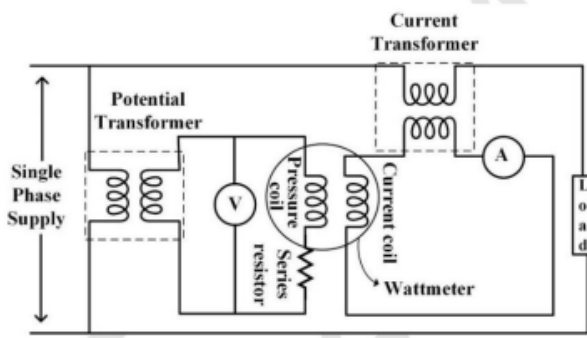 Current
Transformer
Potential
Transformer
Single
Phase
Supply
V
Pressure
coil
Series
resistor
Current coil
A
Wattmeter
L
o
a
d